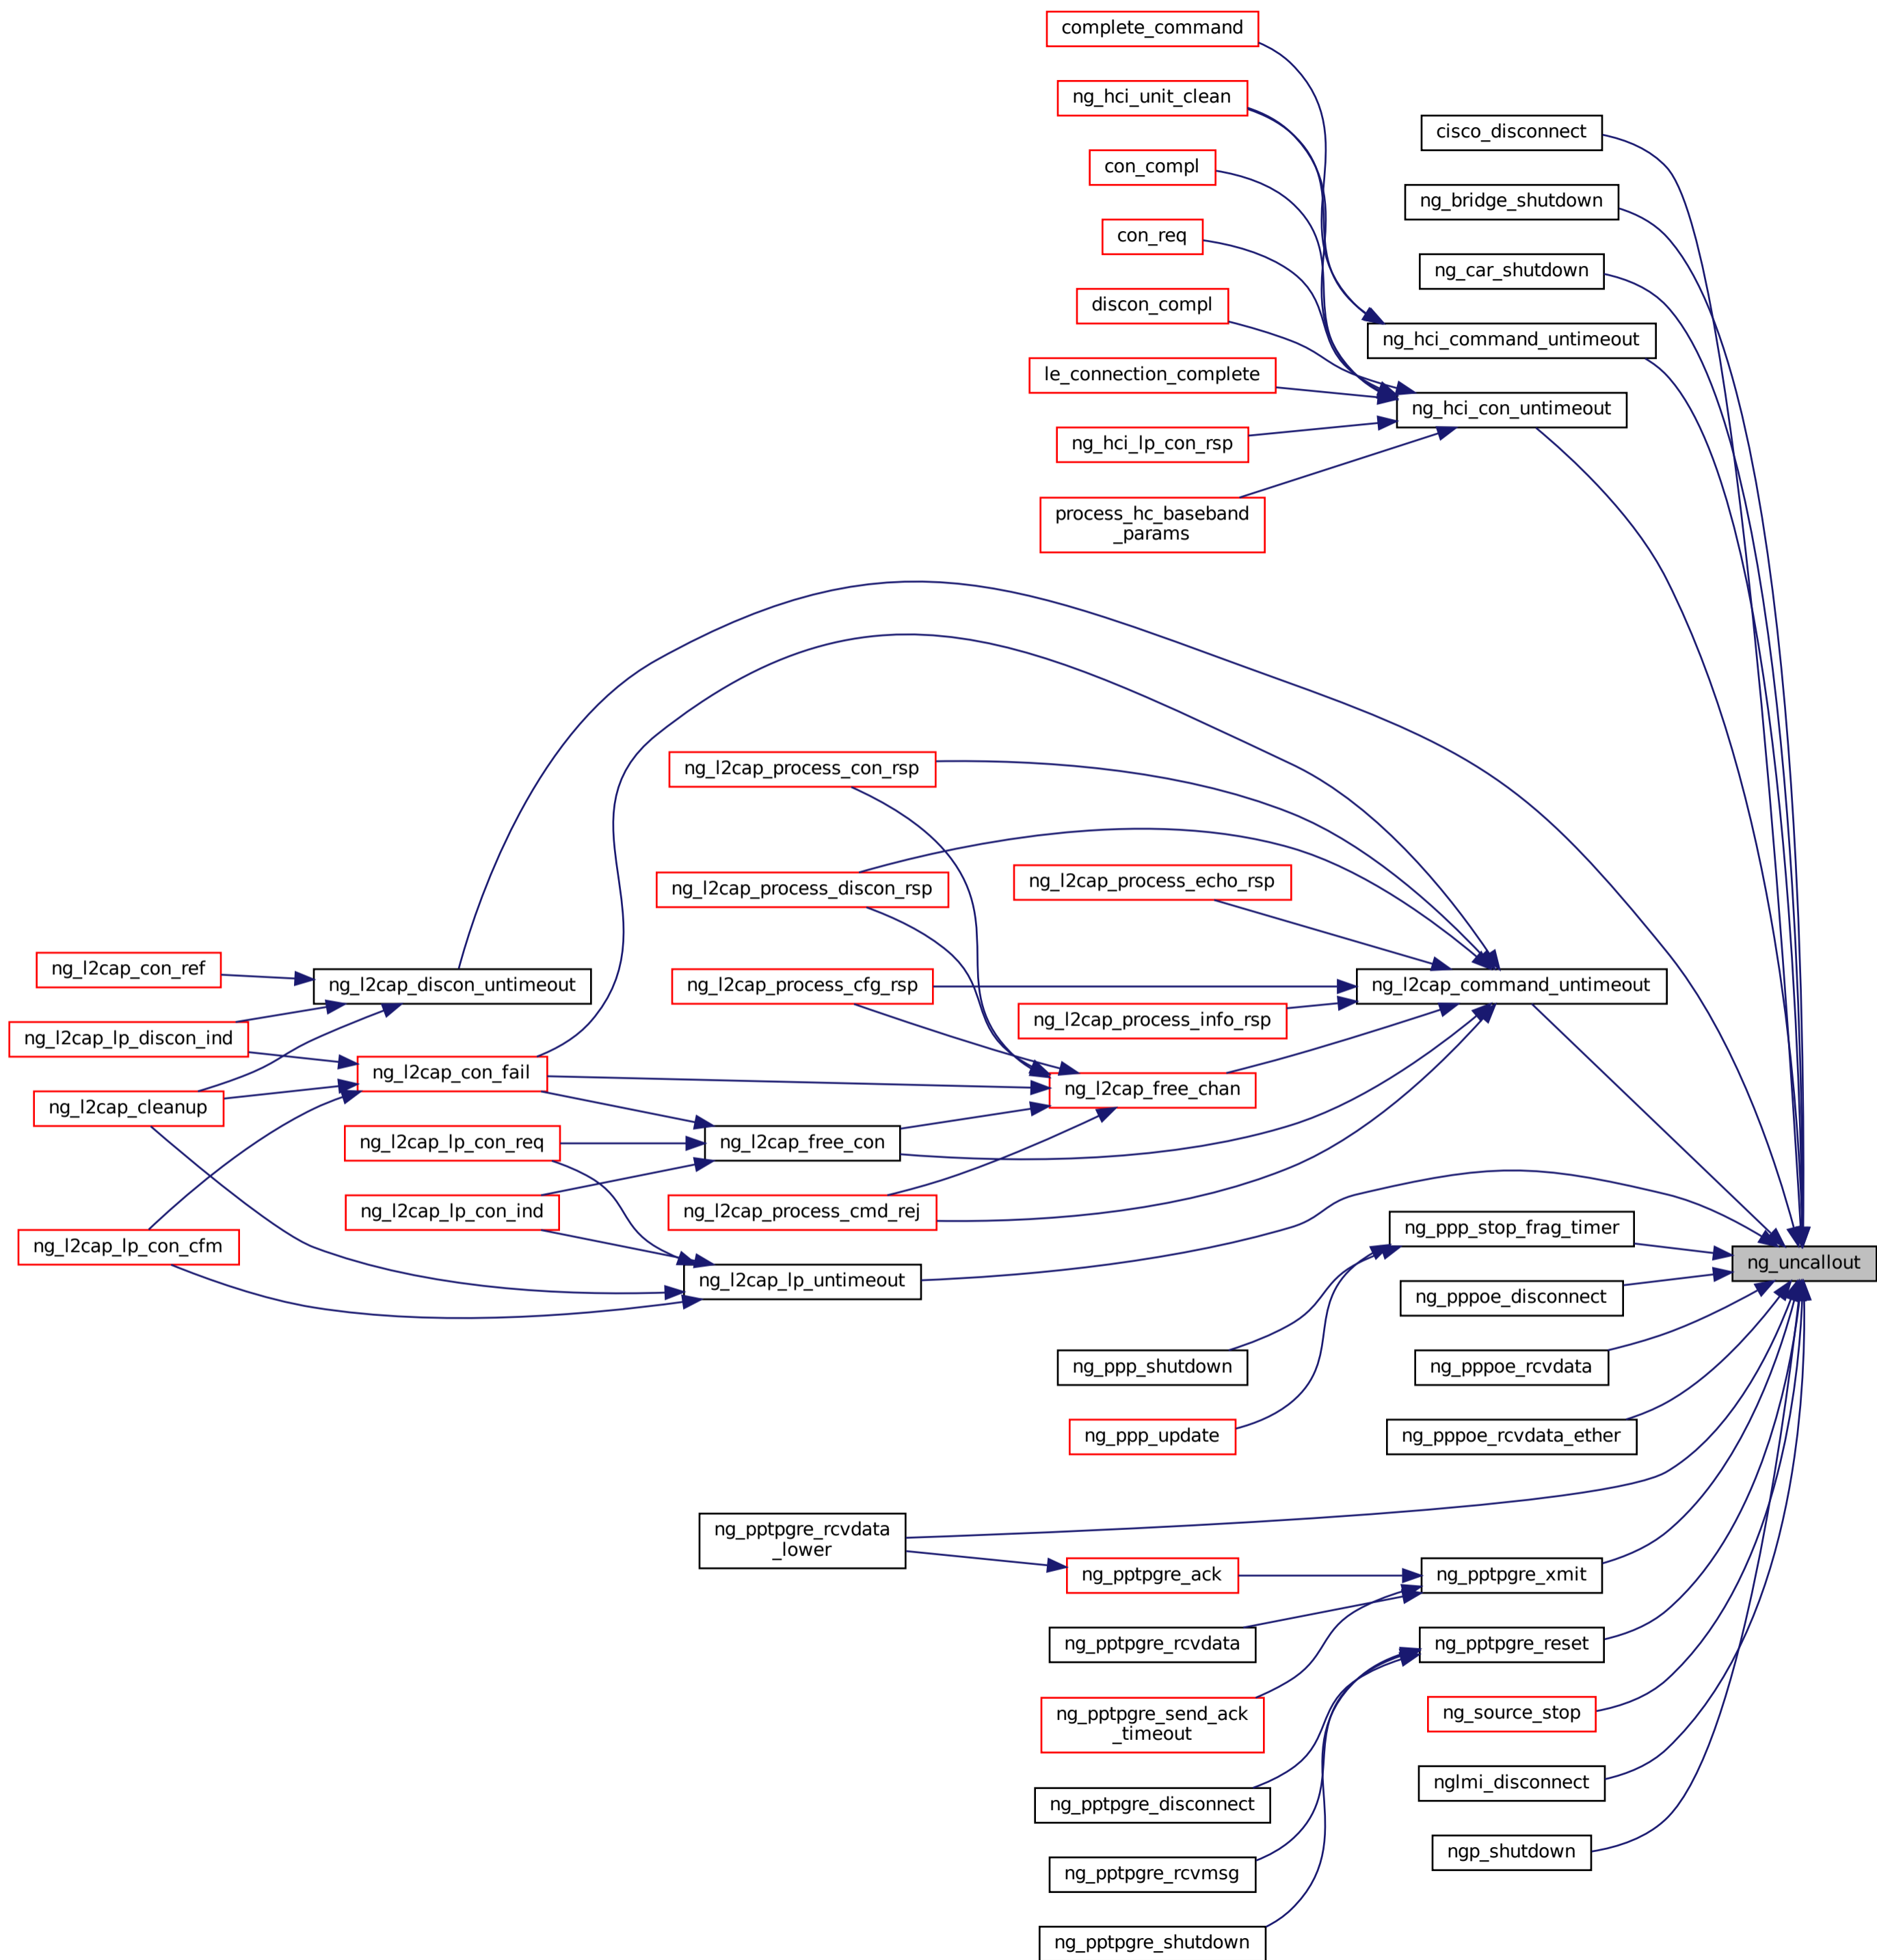 complete_command
ng_hci_unit_clean
cisco_disconnect
con_compl
ng_bridge_shutdown
con_req
ng_car_shutdown
discon_compl
ng_hci_command_untimeout
le_connection_complete
ng_hci_con_untimeout
ng_hci_lp_con_rsp
process_hc_baseband
_params
ng_l2cap_process_con_rsp
ng_l2cap_process_discon_rsp
ng_l2cap_process_echo_rsp
ng_l2cap_con_ref
ng_l2cap_discon_untimeout
ng_l2cap_process_cfg_rsp
ng_l2cap_command_untimeout
ng_l2cap_process_info_rsp
ng_l2cap_lp_discon_ind
ng_l2cap_con_fail
ng_l2cap_free_chan
ng_l2cap_cleanup
ng_l2cap_lp_con_req
ng_l2cap_free_con
ng_l2cap_lp_con_ind
ng_l2cap_process_cmd_rej
ng_ppp_stop_frag_timer
ng_l2cap_lp_con_cfm
ng_uncallout
ng_l2cap_lp_untimeout
ng_pppoe_disconnect
ng_ppp_shutdown
ng_pppoe_rcvdata
ng_ppp_update
ng_pppoe_rcvdata_ether
ng_pptpgre_rcvdata
_lower
ng_pptpgre_ack
ng_pptpgre_xmit
ng_pptpgre_rcvdata
ng_pptpgre_reset
ng_pptpgre_send_ack
_timeout
ng_source_stop
ng_pptpgre_disconnect
nglmi_disconnect
ng_pptpgre_rcvmsg
ngp_shutdown
ng_pptpgre_shutdown